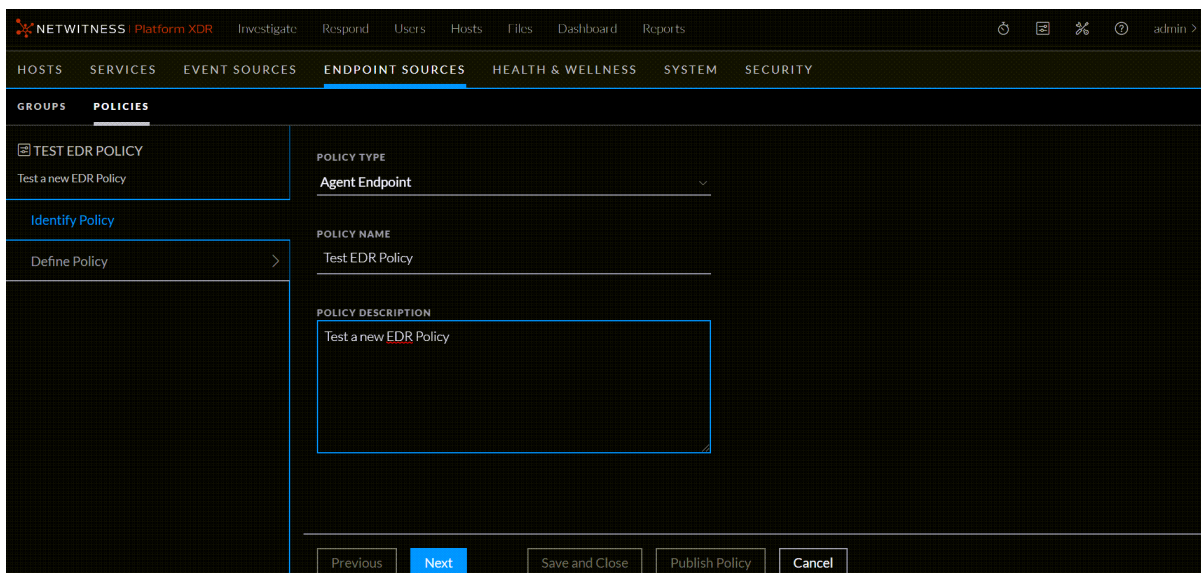 NETWITNESS Platform XDR Investigate Respond Users Hosts Files Dashboard Reports admin >
HOSTS SERVICES EVENT SOURCES ENDPOINT SOURCES HEALTH & WELLNESS SYSTEM SECURITY
GROUPS POLICIES
TEST EDR POLICY
Test a new EDR Policy
Identify Policy
Define Policy
POLICY TYPE
Agent Endpoint
POLICY NAME
Test EDR Policy
POLICY DESCRIPTION
Test a new EDR Policy
Previous Next Save and Close Publish Policy Cancel